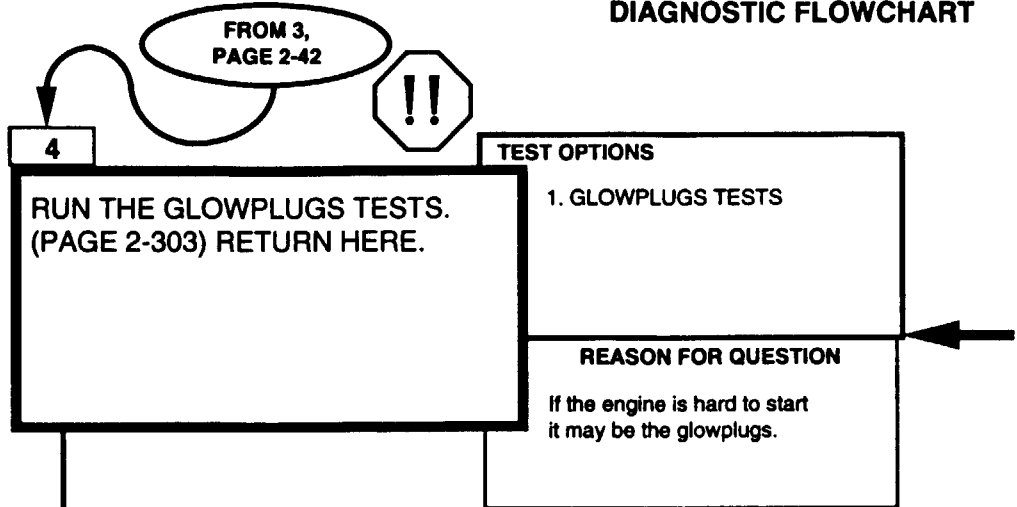 DIAGNOSTIC FLOWCHART
FROM 3,
PAGE 2-42
!!
4
RUN THE GLOWPLUGS TESTS.
(PAGE 2-303) RETURN HERE.
TEST OPTIONS
1. GLOWPLUGS TESTS
REASON FOR QUESTION
If the engine is hard to start
it may be the glowplugs.